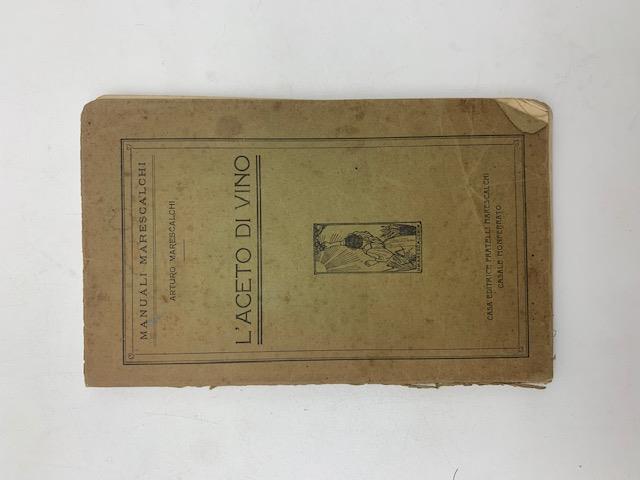 MANUALI MARESCALCHI
ARTURO MARESCALCHI
L'ACETO DI VINO
CASA EDITRICE FRATELLI MARESCALCHI
CASALE MONFERRATO